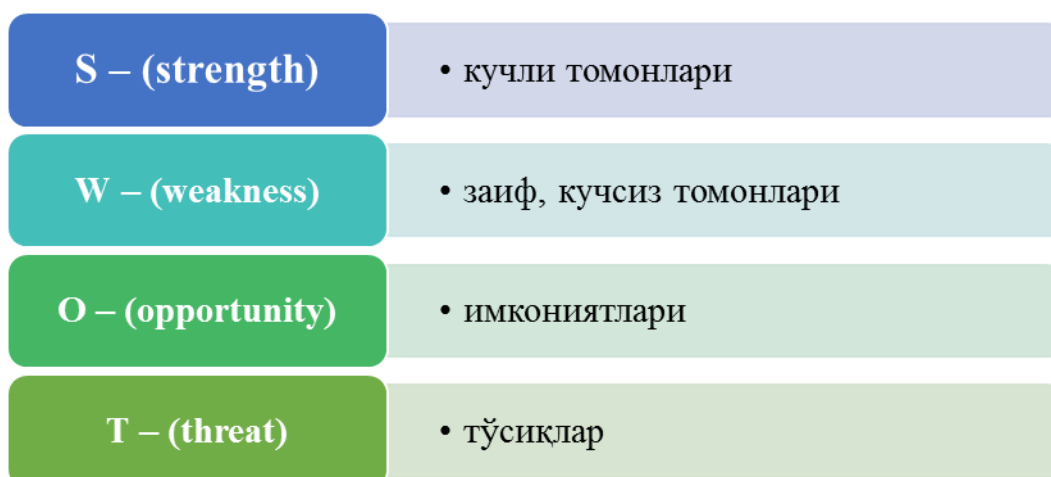 S – (strength)
• кучли томонлари
W – (weakness)
• заиф, кучсиз томонлари
O – (opportunity)
• имкониятлари
T – (threat)
• тўсиқлар